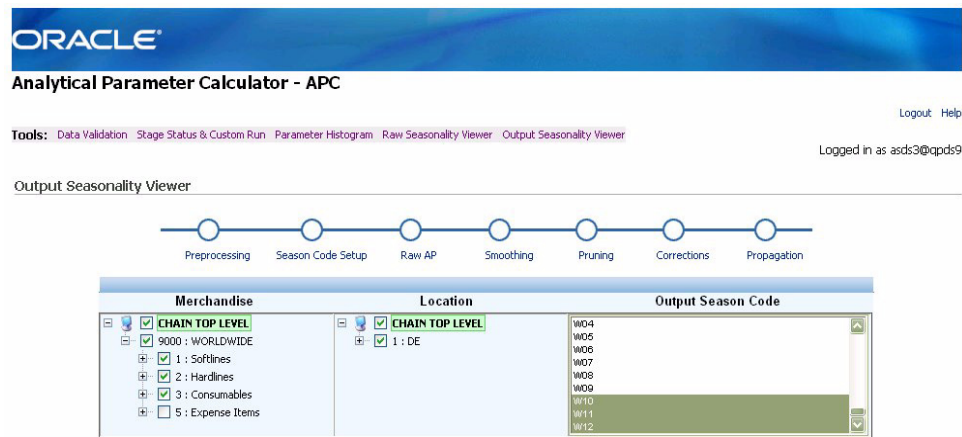 ORACLE
Analytical Parameter Calculator - APC
Logout Help
Tools: Data Validation Stage Status & Custom Run Parameter Histogram Raw Seasonality Viewer Output Seasonality Viewer
Logged in as asds3@qpds9
Output Seasonality Viewer
Preprocessing Season Code Setup Raw AP Smoothing Pruning Corrections Propagation
Merchandise Location Output Season Code
CHAIN TOP LEVEL
9000 : WORLDWIDE
1 : Softlines
2 : Hardlines
3 : Consumables
5 : Expense Items
CHAIN TOP LEVEL
1 : DE
W04
W05
W06
W07
W08
W09
W10
W11
W12